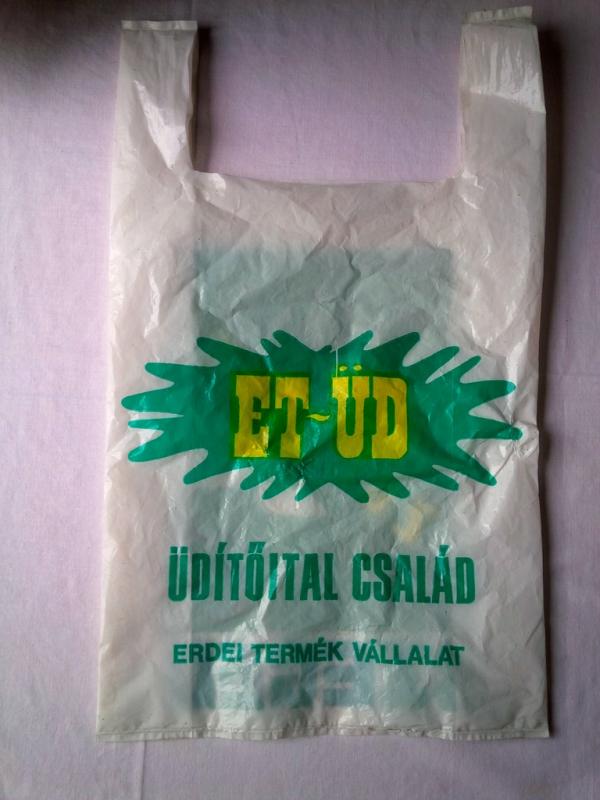 ET-ÜD
ÜDÍTŐITAL CSALÁD
ERDEI TERMÉK VÁLLALAT